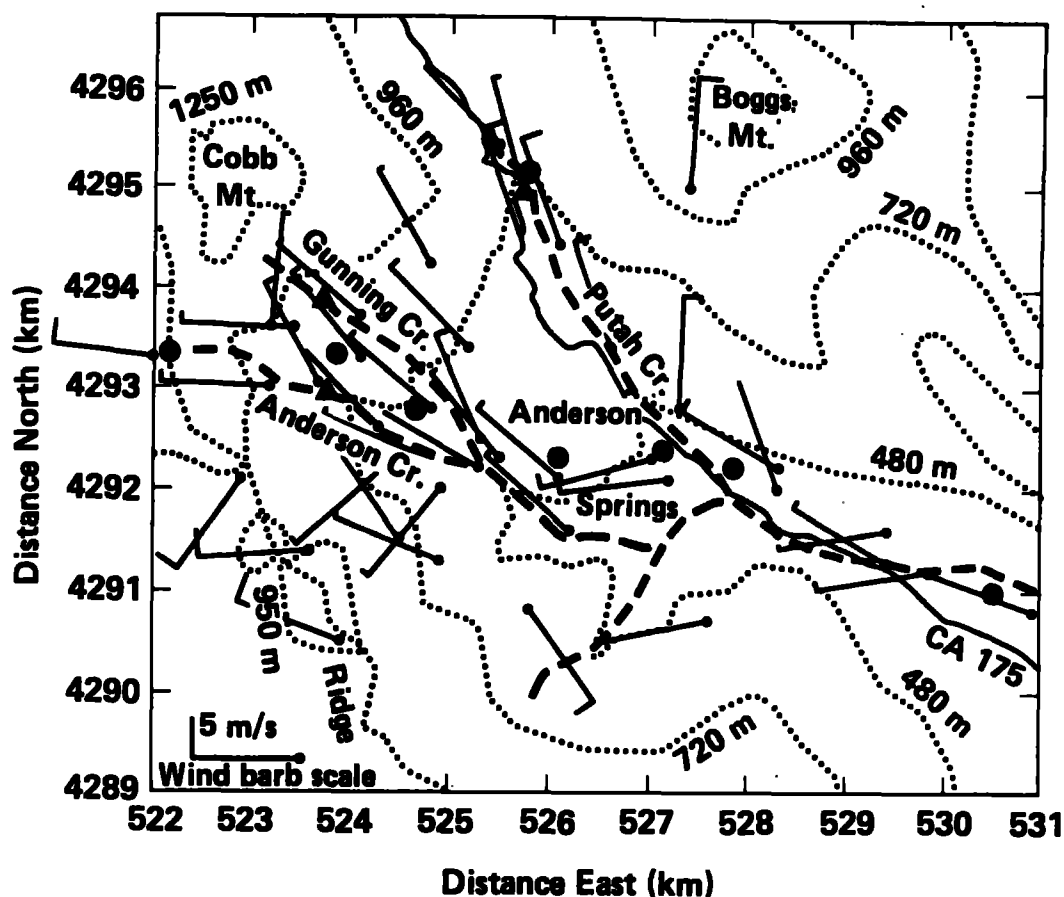 4296
4295
4294
4293
4292
4291
4290
4289
Distance North (km)
1250 m
960 m
Boggs.
Mt.
960 m
Cobb
Mt.
720 m
Gunning Cr.
Putah Cr.
Anderson
Springs
Anderson Cr.
480 m
950 m
Ridge
CA 175
480 m
720 m
5 m/s
Wind barb scale
522 523 524 525 526 527 528 529 530 531
Distance East (km)